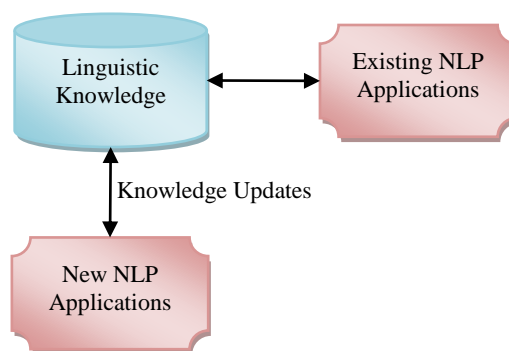 Linguistic
Knowledge
Existing NLP
Applications
Knowledge Updates
New NLP
Applications